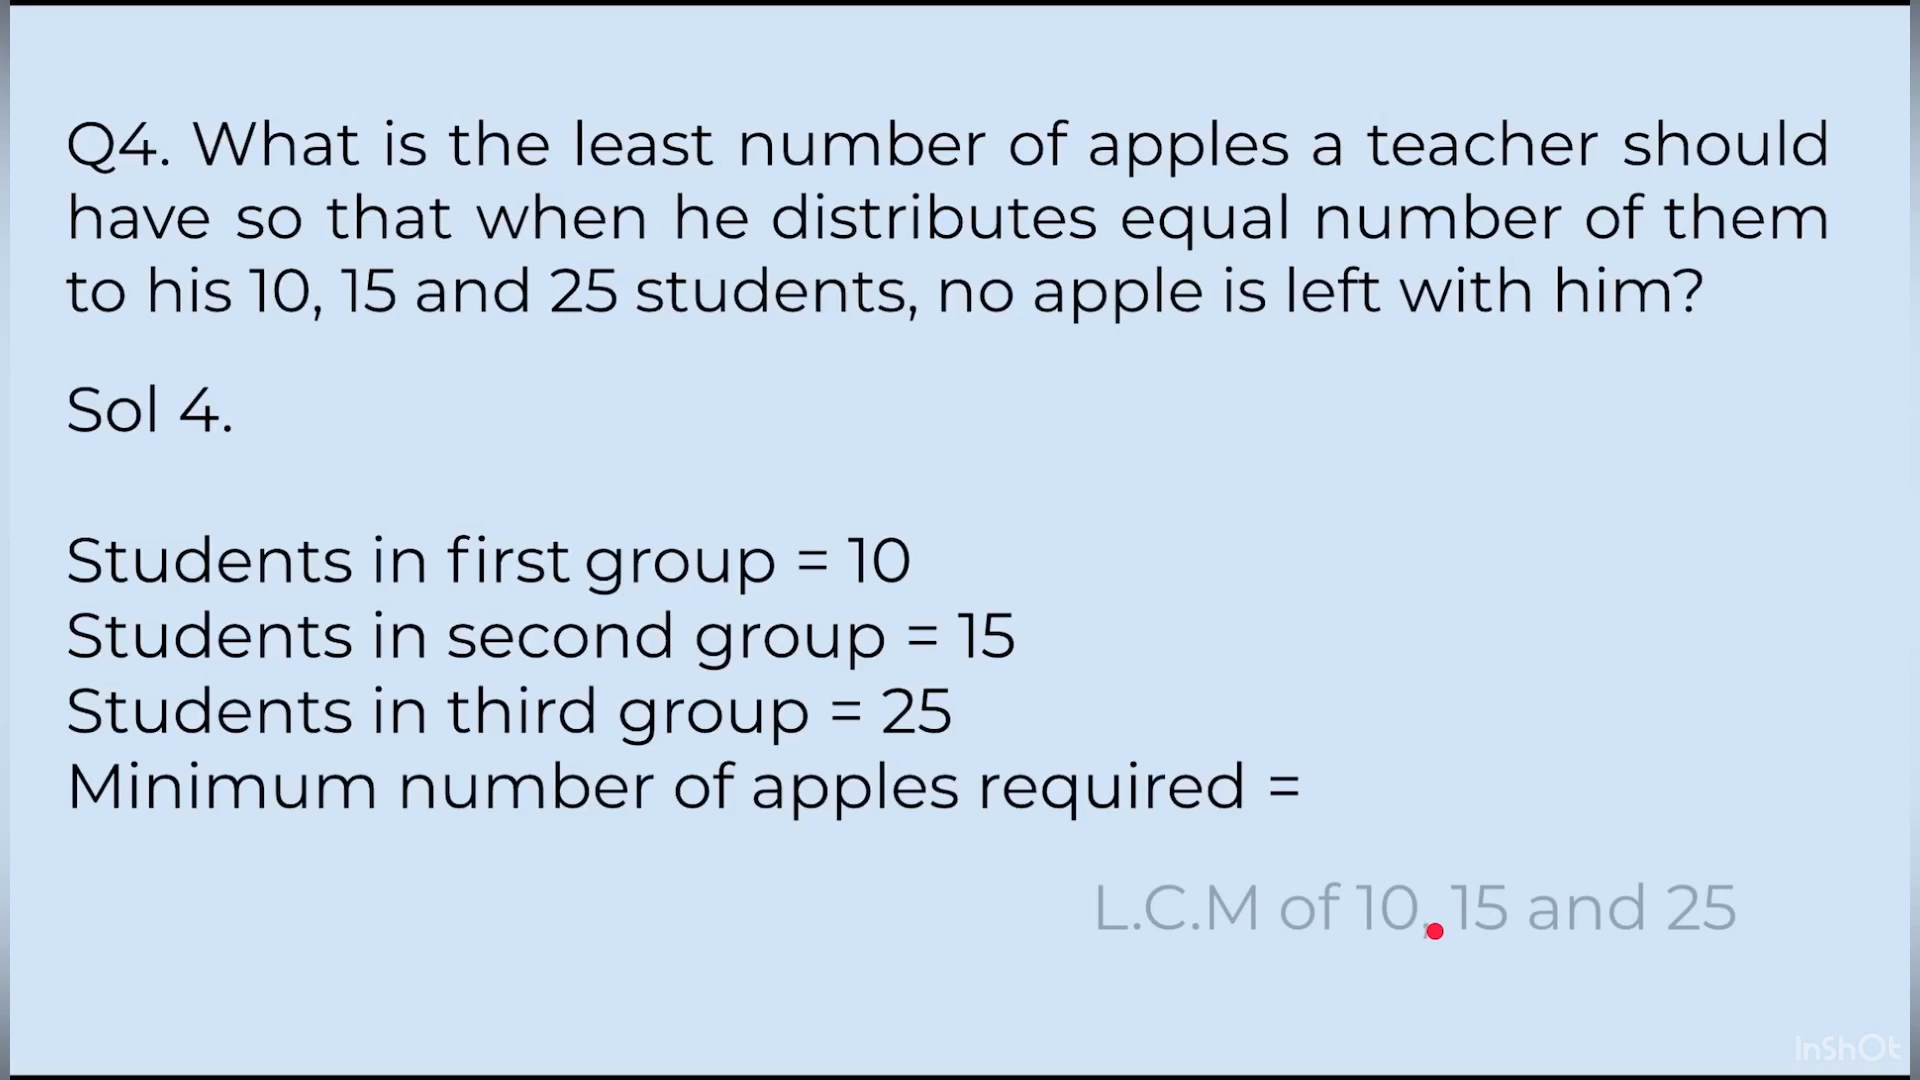 Q4. What is the least number of apples a teacher should
have so that when he distributes equal number of them
to his 10, 15 and 25 students, no apple is left with him?
Sol 4.
Students in first group = 10
Students in second group = 15
Students in third group = 25
Minimum number of apples required =
L.C.M of 10, 15 and 25
InShOt